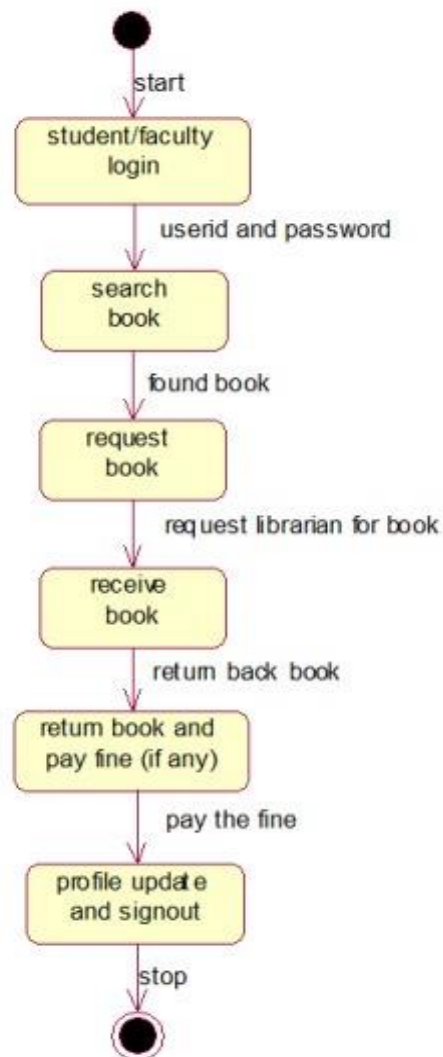 start
student/faculty
login
userid and password
search
book
found book
request
book
request librarian for book
receive
book
return back book
return book and
pay fine (if any)
pay the fine
profile update
and signout
stop